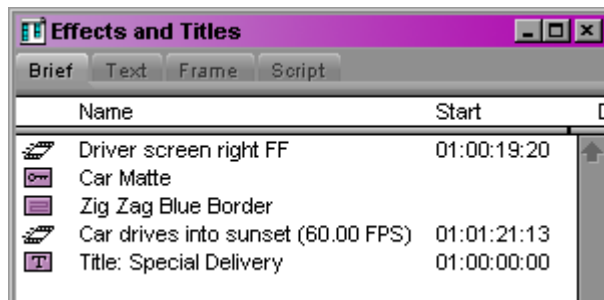 Effects and Titles
Brief Text Frame Script
Name Start
Driver screen right FF 01:00:19:20
Car Matte
Zig Zag Blue Border
Car drives into sunset (60.00 FPS) 01:01:21:13
T Title: Special Delivery 01:00:00:00